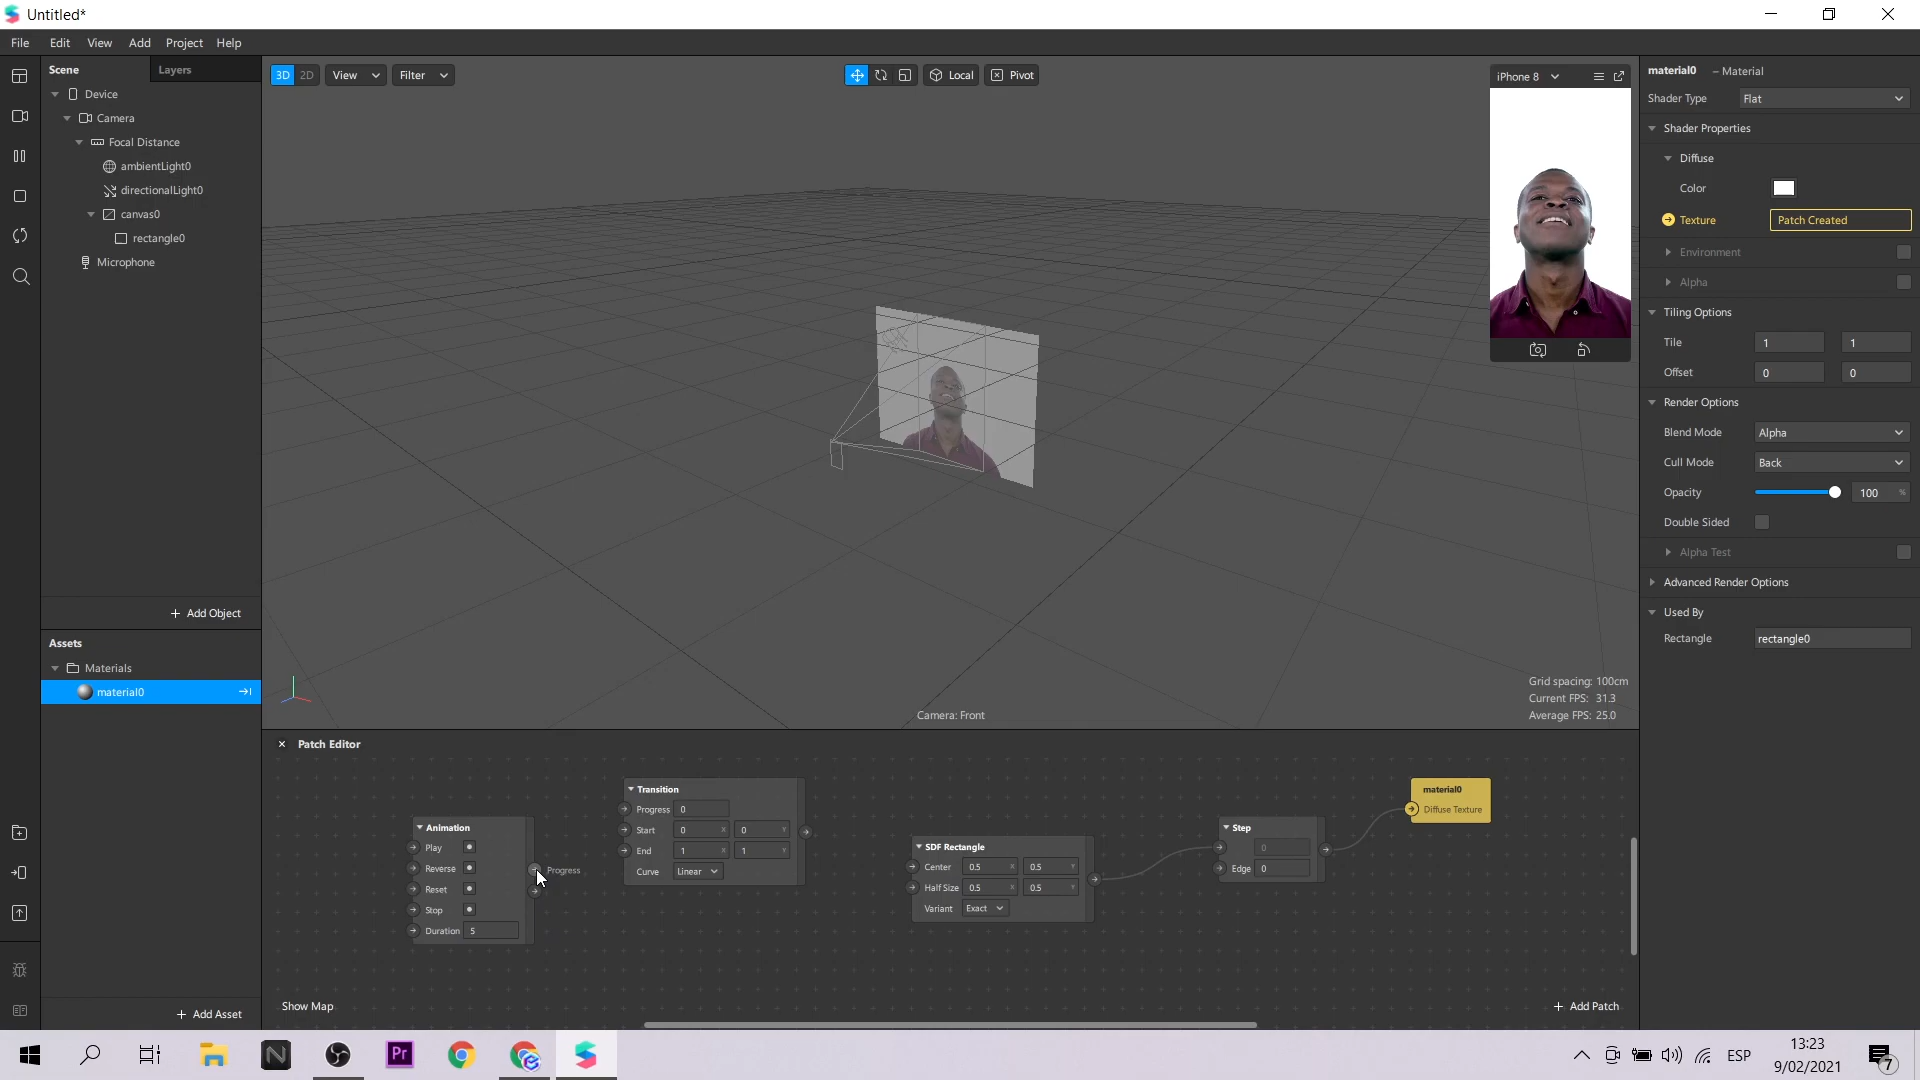 Untitled*
File Edit View Add Project Help
Scene Layers
Device
Camera
Focal Distance
ambientLight0
directionalLight0
canvas0
rectangle0
Microphone
+ Add Object
Assets
Materials
material0
+ Add Asset
3D 2D View Filter
Local Pivot
iPhone 8
Camera: Front
Grid spacing: 100cm
Current FPS: 31.3
Average FPS: 25.0
material0 – Material
Shader Type Flat
Shader Properties
Diffuse
Color
Texture Patch Created
Environment
Alpha
Tiling Options
Tile 1 1
Offset 0 0
Render Options
Blend Mode Alpha
Cull Mode Back
Opacity 100 %
Double Sided
Alpha Test
Advanced Render Options
Used By
Rectangle rectangle0
Patch Editor
Animation
Play
Reverse
Reset
Stop
Duration 5
Progress
Transition
Progress 0
Start 0 X 0 Y
End 1 X 1 Y
Curve Linear
SDF Rectangle
Center 0.5 X 0.5 Y
Half Size 0.5 X 0.5 Y
Variant Exact
Step
0
Edge 0
material0
Diffuse Texture
Show Map
+ Add Patch
N
Pr
ESP
13:23
9/02/2021
7